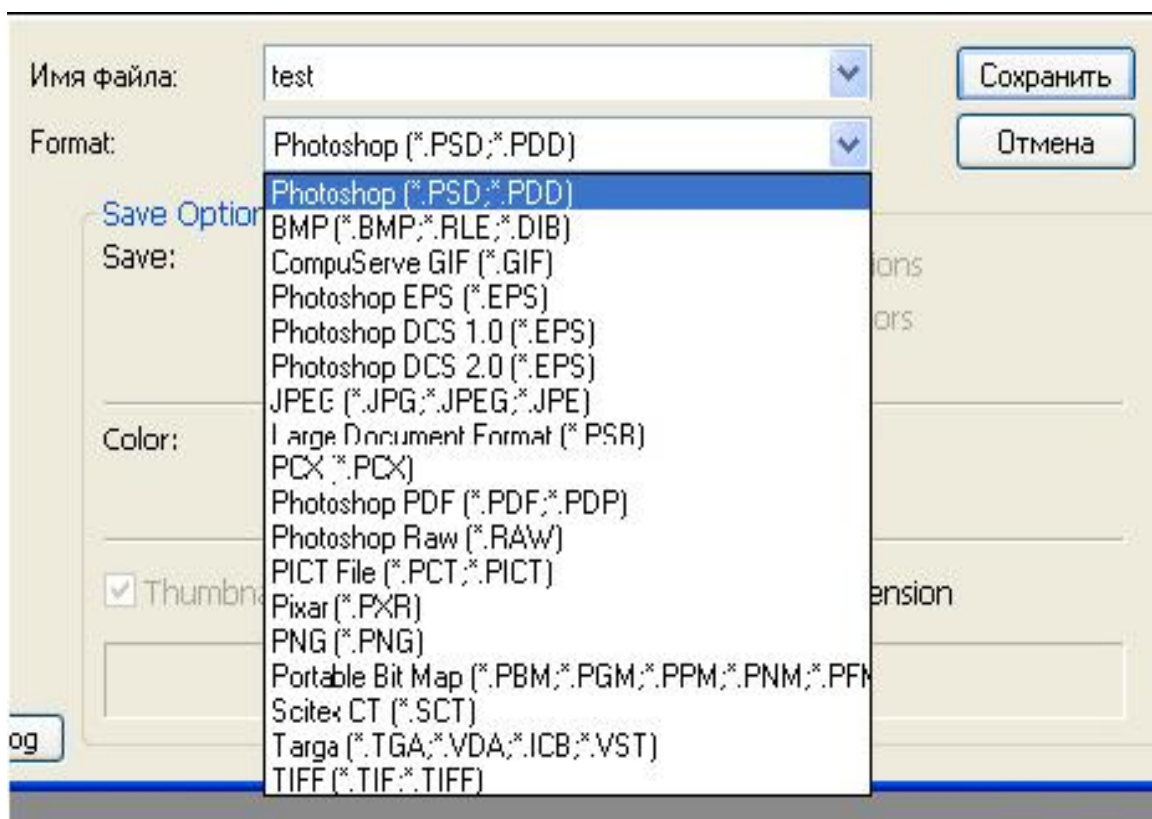 Имя файла: test Сохранить
Format: Photoshop (*.PSD;*.PDD) Отмена
Photoshop (*.PSD;*.PDD)
Save Option
BMP (*.BMP;*.RLE;*.DIB)
Save:
CompuServe GIF (*.GIF) ions
Photoshop EPS (*.EPS)
Photoshop DCS 1.0 (*.EPS) ors
Photoshop DCS 2.0 (*.EPS)
JPEG (*.JPG;*.JPEG;*.JPE)
Color: Large Document Format (*.PSB)
PCX (*.PCX)
Photoshop PDF (*.PDF;*.PDP)
Photoshop Raw (*.RAW)
PICT File (*.PCT;*.PICT)
Thumbna Pixar (*.PXR) ension
PNG (*.PNG)
Portable Bit Map (*.PBM;*.PGM;*.PPM;*.PNM;*.PFM
Scitex CT (*.SCT)
og Targa (*.TGA;*.VDA;*.ICB;*.VST)
TIFF (*.TIF;*.TIFF)